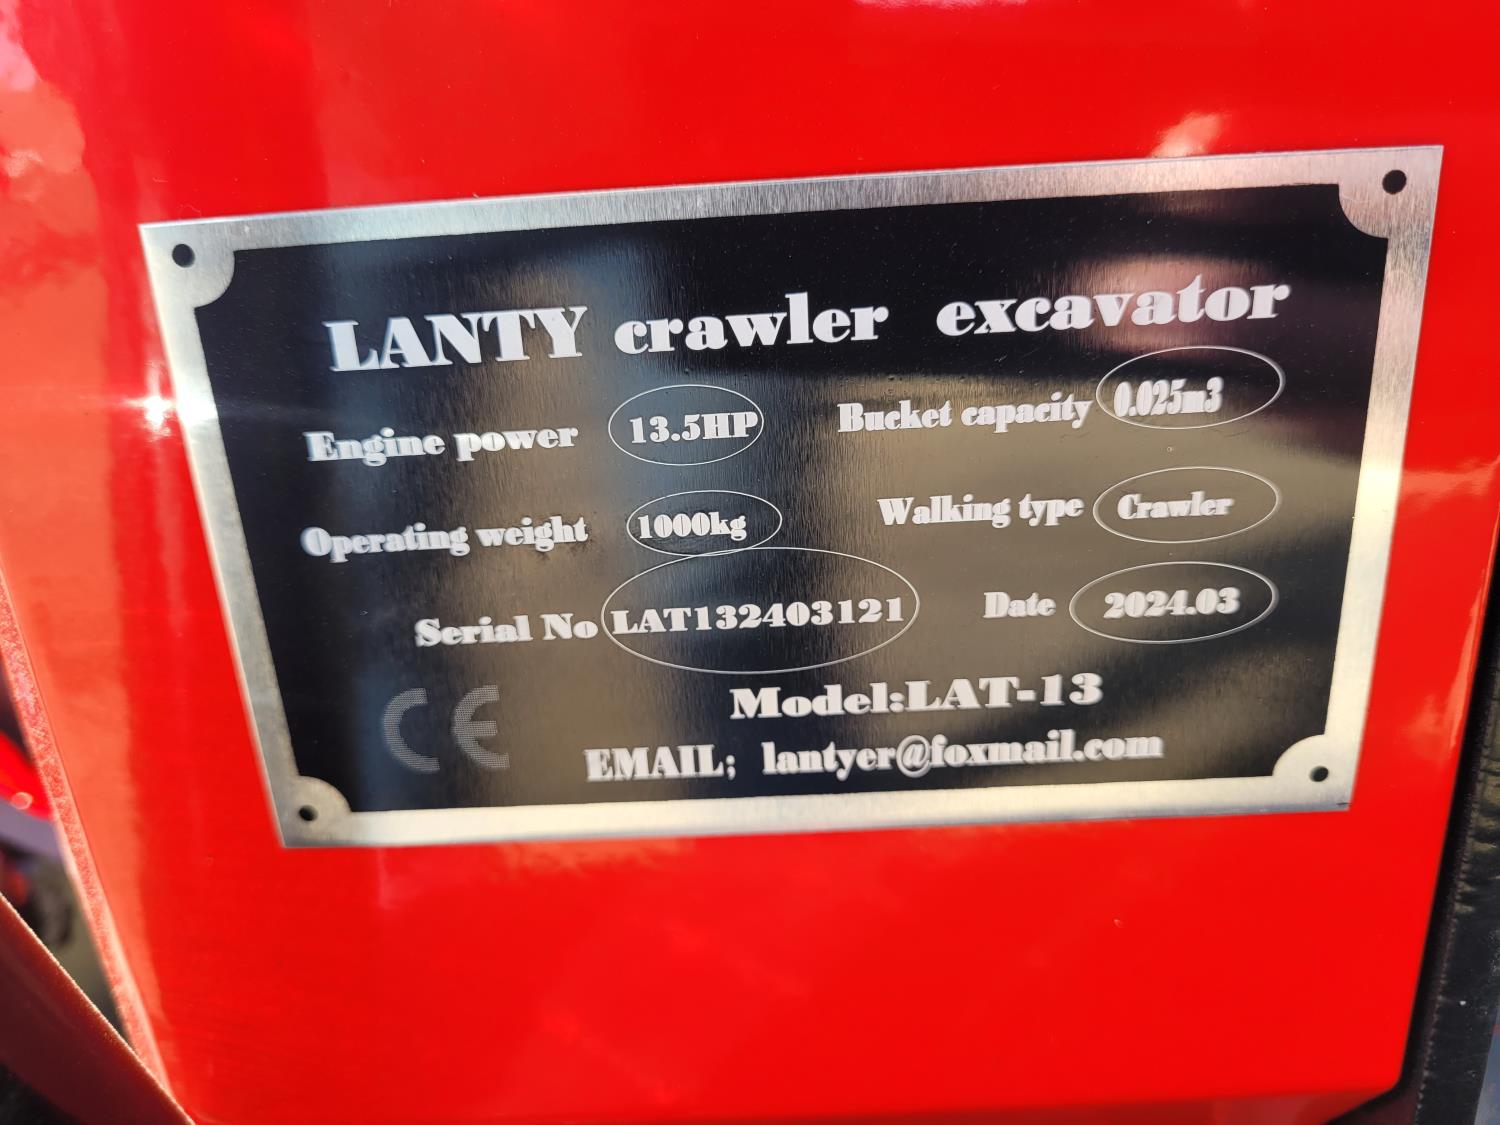 LANTY crawler excavator
Engine power 13.5HP Bucket capacity 0.025m3
Operating weight 1000kg Walking type Crawler
Serial No LAT132403121 Date 2024.03
CE Model:LAT-13
EMAIL; lantyer@foxmail.com